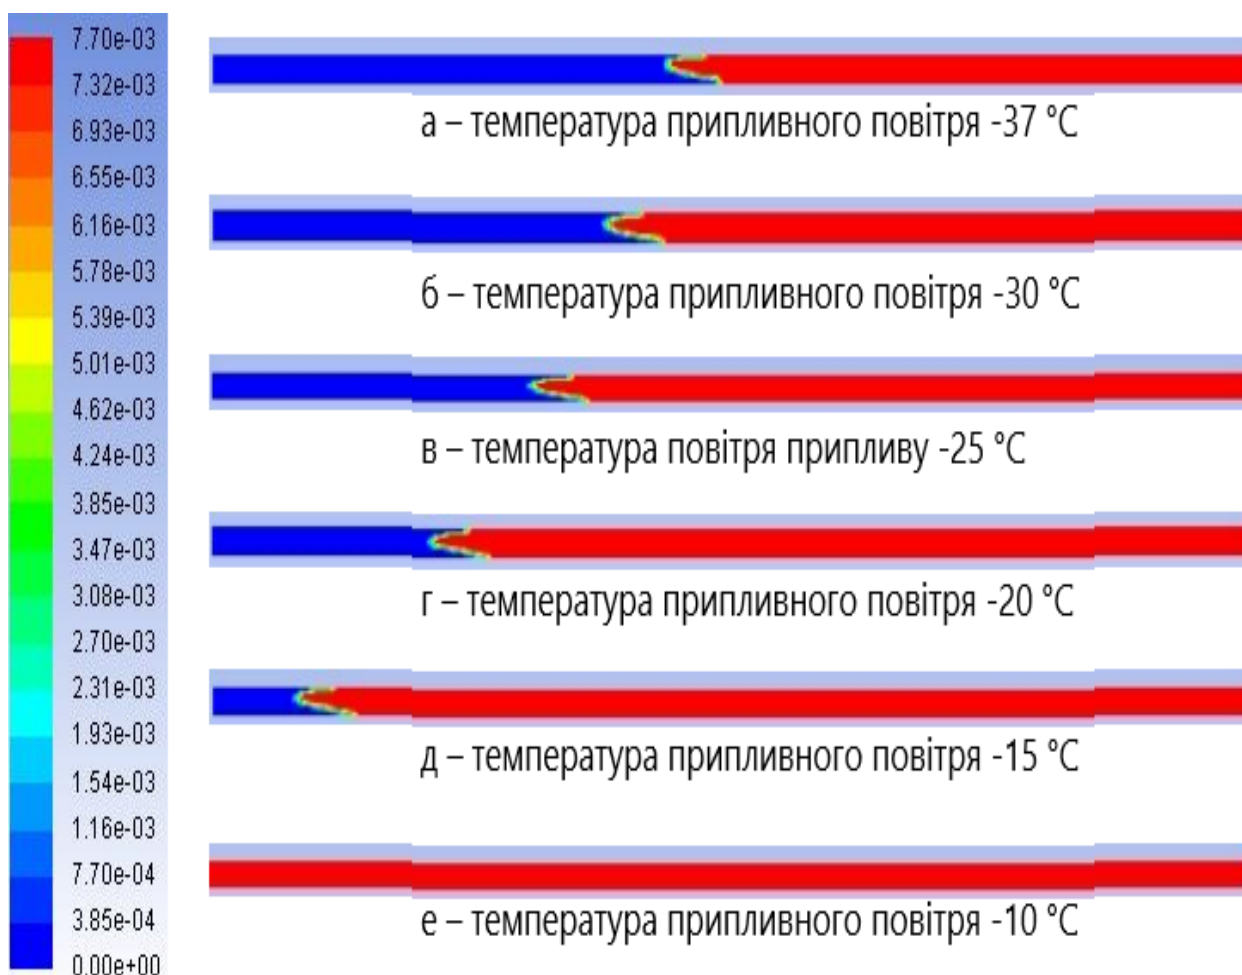 7.70e-03
7.32e-03
6.93e-03
6.55e-03
6.16e-03
5.78e-03
5.39e-03
5.01e-03
4.62e-03
4.24e-03
3.85e-03
3.47e-03
3.08e-03
2.70e-03
2.31e-03
1.93e-03
1.54e-03
1.16e-03
7.70e-04
3.85e-04
0.00e+00
а – температура припливного повітря -37 °C
б – температура припливного повітря -30 °C
в – температура повітря припливу -25 °C
г – температура припливного повітря -20 °C
д – температура припливного повітря -15 °C
е – температура припливного повітря -10 °C